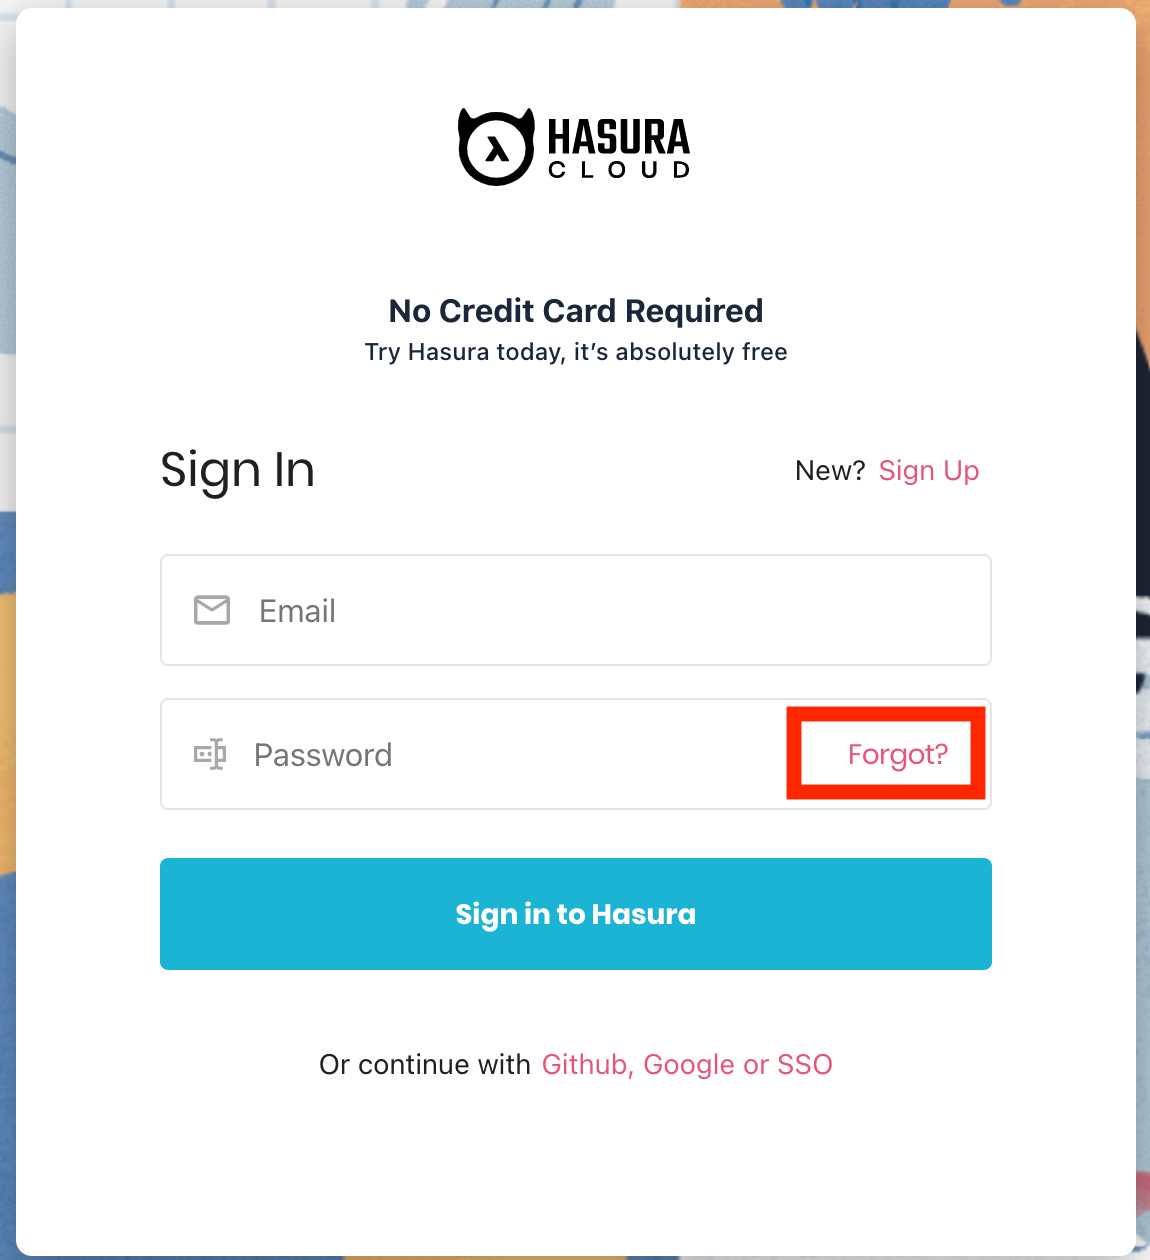 HASURA
CLOUD
No Credit Card Required
Try Hasura today, it’s absolutely free
Sign In
New? Sign Up
Email
Password
Forgot?
Sign in to Hasura
Or continue with Github, Google or SSO